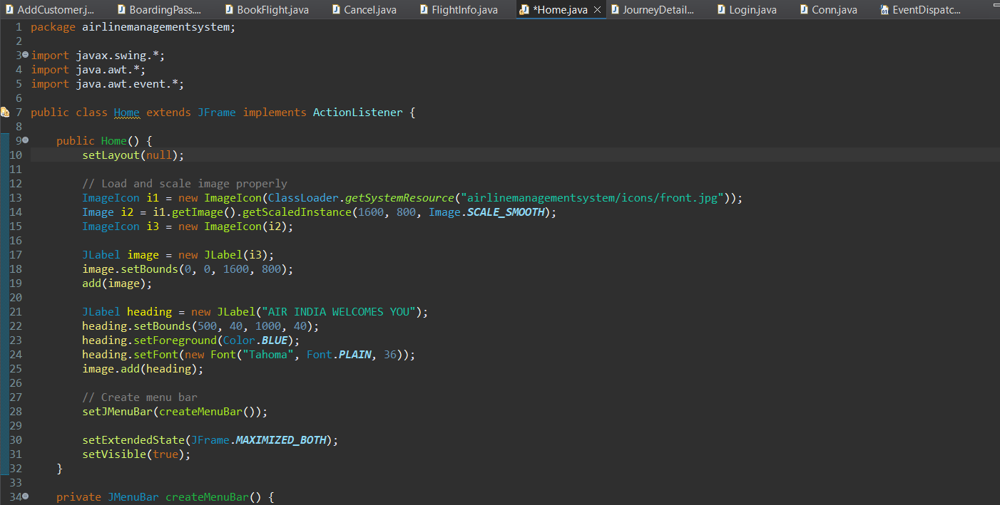 AddCustomer.j... BoardingPass.... BookFlight.java Cancel.java FlightInfo.java *Home.java JourneyDetail... Login.java Conn.java EventDispatc...
1 package airlinemanagementsystem;
2
3 import javax.swing.*;
4 import java.awt.*;
5 import java.awt.event.*;
6
7 public class Home extends JFrame implements ActionListener {
8
9     public Home() {
10         setLayout(null);
11
12         // Load and scale image properly
13         ImageIcon i1 = new ImageIcon(ClassLoader.getSystemResource("airlinemanagementsystem/icons/front.jpg"));
14         Image i2 = i1.getImage().getScaledInstance(1600, 800, Image.SCALE_SMOOTH);
15         ImageIcon i3 = new ImageIcon(i2);
16
17         JLabel image = new JLabel(i3);
18         image.setBounds(0, 0, 1600, 800);
19         add(image);
20
21         JLabel heading = new JLabel("AIR INDIA WELCOMES YOU");
22         heading.setBounds(500, 40, 1000, 40);
23         heading.setForeground(Color.BLUE);
24         heading.setFont(new Font("Tahoma", Font.PLAIN, 36));
25         image.add(heading);
26
27         // Create menu bar
28         setJMenuBar(createMenuBar());
29
30         setExtendedState(JFrame.MAXIMIZED_BOTH);
31         setVisible(true);
32     }
33
34     private JMenuBar createMenuBar() {